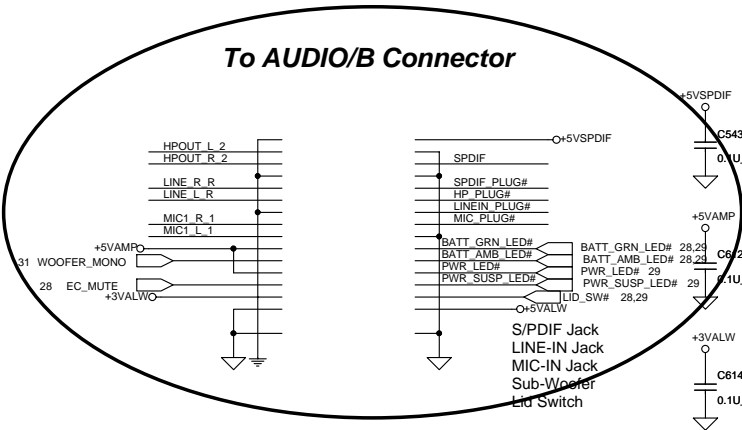 To AUDIO/B Connector
+5VSPDIF
C543
+5VSPDIF
HPOUT_L_2
HPOUT_R_2
SPDIF
LINE_R_R
LINE_L_R
SPDIF_PLUG#
HP_PLUG#
LINEIN_PLUG#
MIC_PLUG#
MIC1_R_1
MIC1_L_1
+5VAMP
+5VAMP
31 WOOFER_MONO
28 EC_MUTE
+3VALW
BATT_GRN_LED# BATT_GRN_LED# 28,29
BATT_AMB_LED# BATT_AMB_LED# 28,29
PWR_LED# PWR_LED# 29
PWR_SUSP_LED# PWR_SUSP_LED# 29
LID_SW# 28,29
+5VALW
S/PDIF Jack
LINE-IN Jack
MIC-IN Jack
Sub-Woofer
Lid Switch
+3VALW
C614
0.1U_